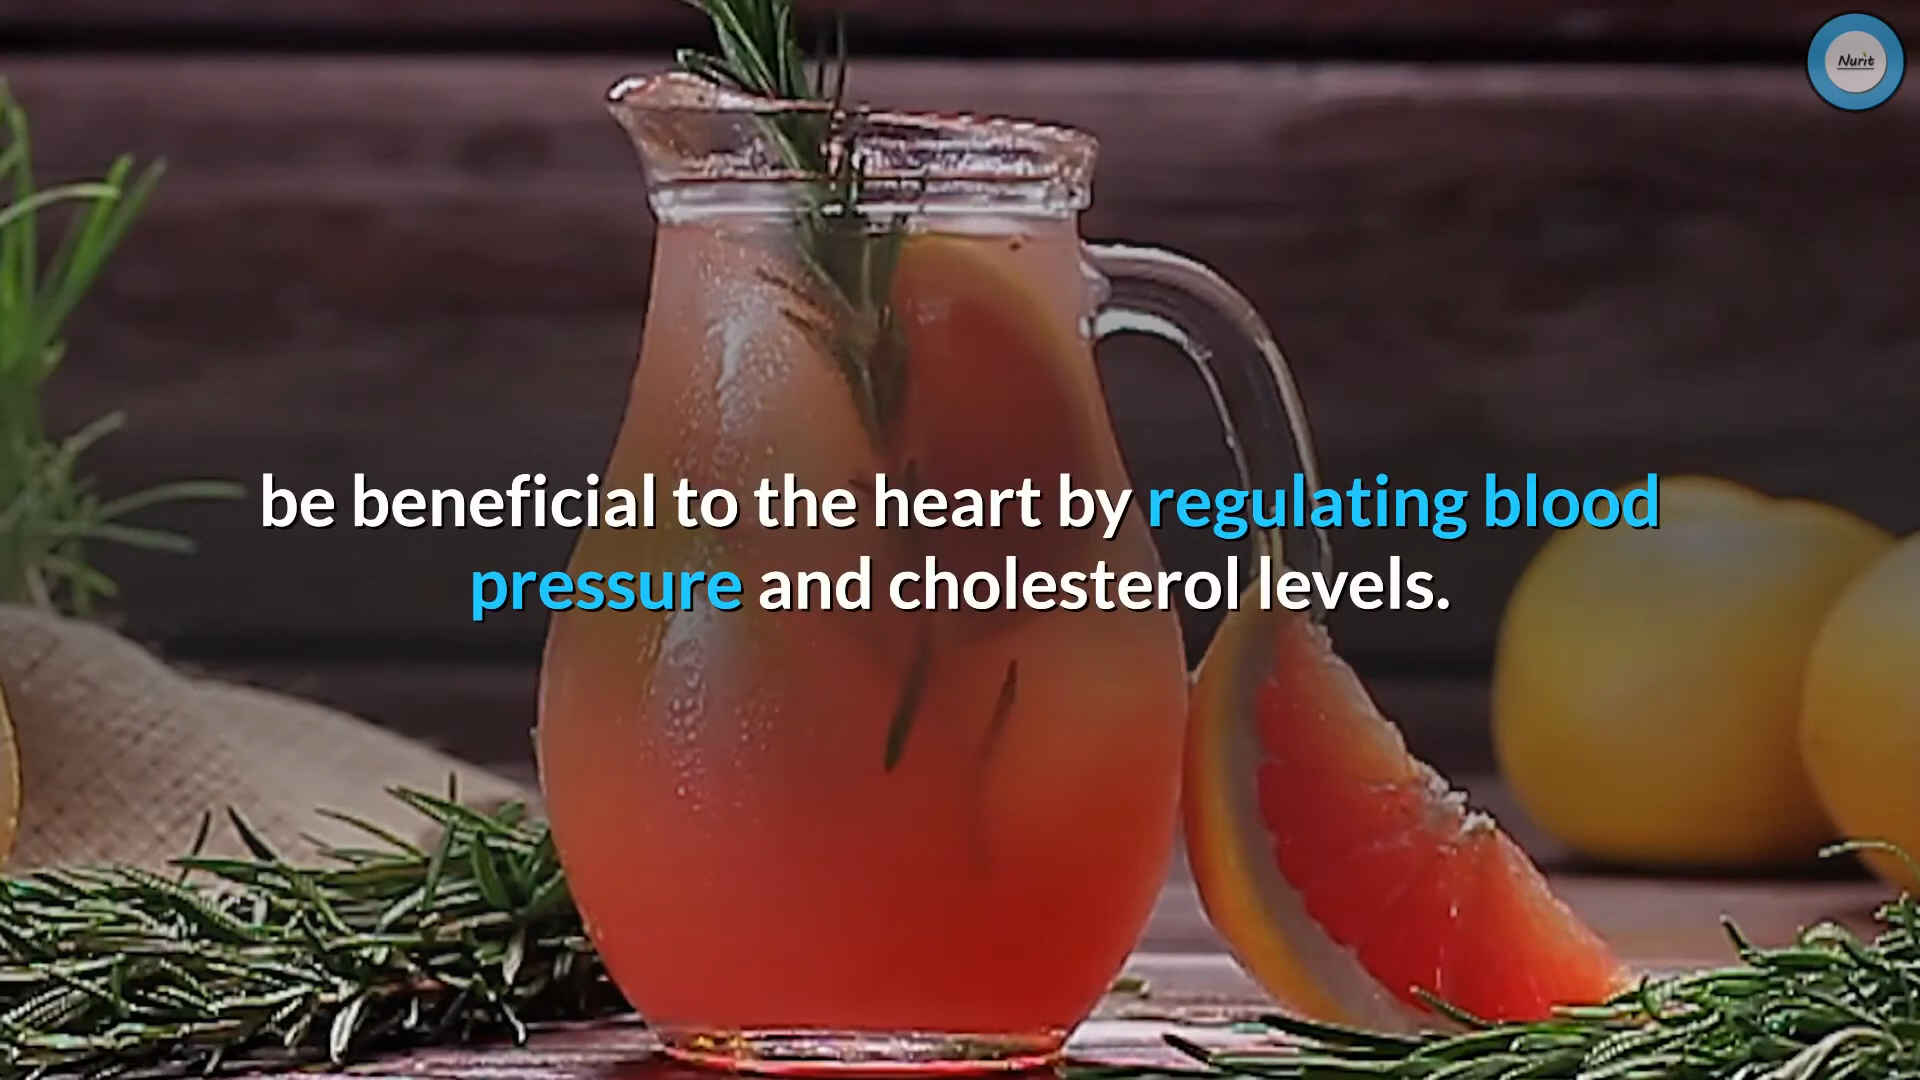 Nurit
be beneficial to the heart by regulating blood
pressure and cholesterol levels.